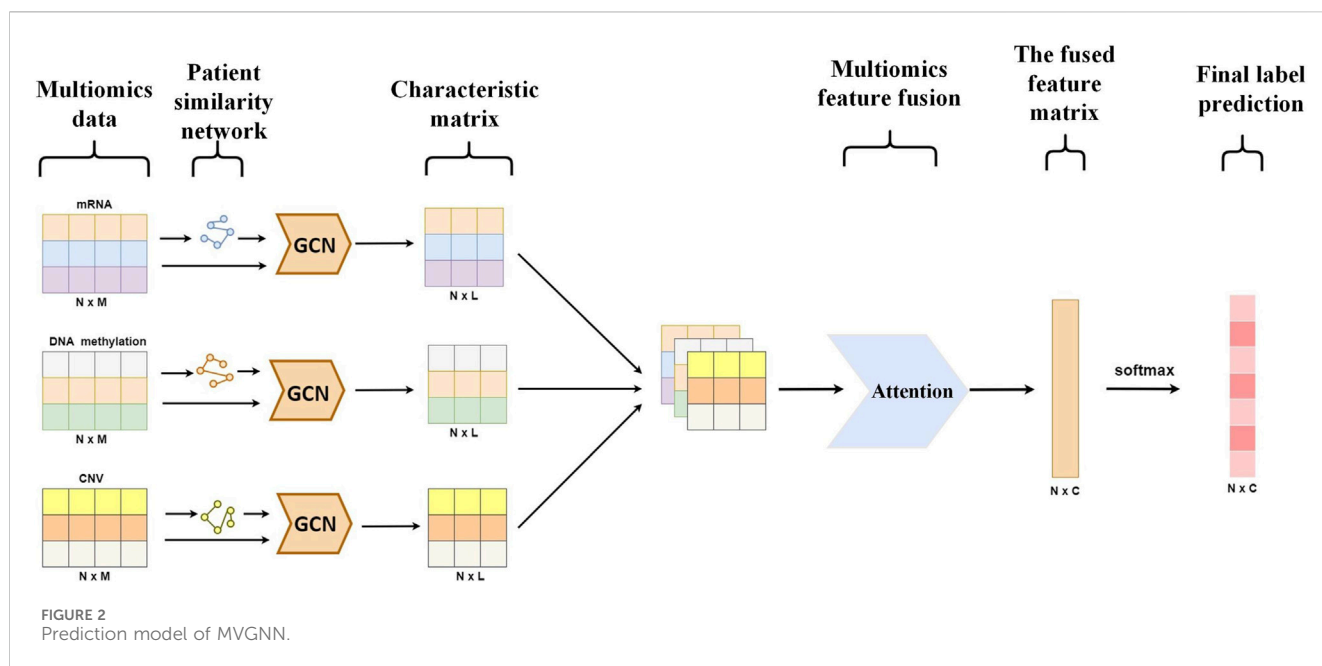 Multiomics
data
Patient
similarity
network
Characteristic
matrix
Multiomics
feature fusion
The fused
feature
matrix
Final label
prediction
mRNA
N x M
GCN
N x L
DNA methylation
N x M
GCN
N x L
CNV
N x M
GCN
N x L
Attention
N x C
softmax
N x C
FIGURE 2
Prediction model of MVGNN.